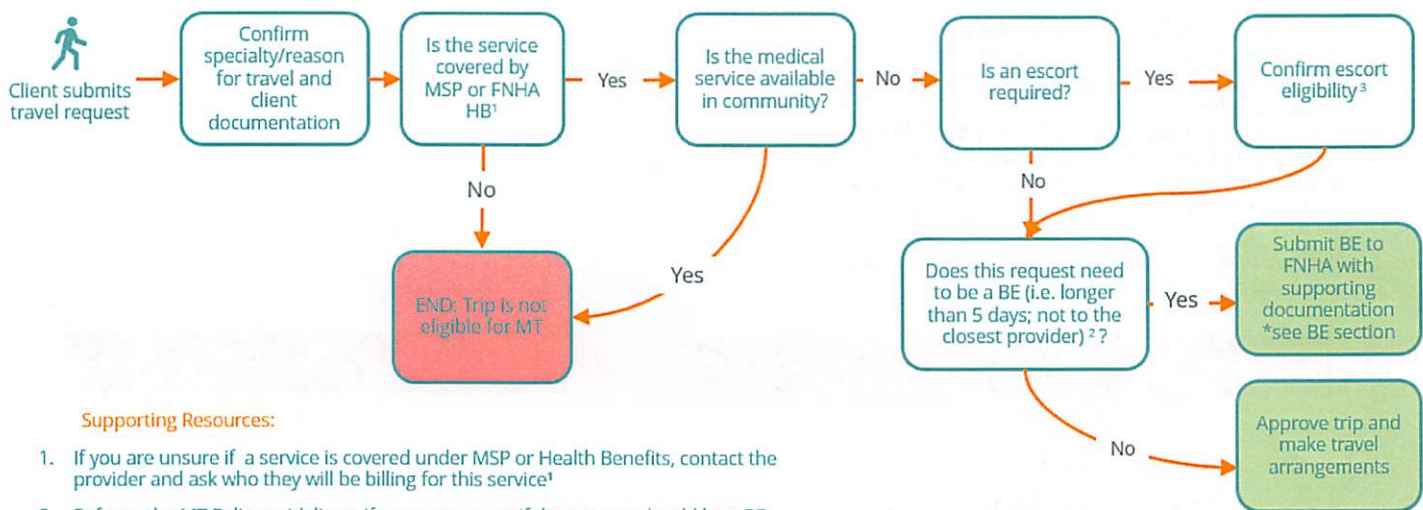 Client submits
travel request
Confirm
specialty/reason
for travel and
client
documentation
Is the service
covered by
MSP or FNHA
HB¹
Yes
No
Is the medical
service available
in community?
No
Yes
Is an escort
required?
Yes
No
Confirm escort
eligibility³
END: Trip is not
eligible for MT
Does this request need
to be a BE (i.e. longer
than 5 days; not to the
closest provider)²?
Yes
No
Submit BE to
FNHA with
supporting
documentation
*see BE section
Approve trip and
make travel
arrangements
Supporting Resources:
1. If you are unsure if a service is covered under MSP or Health Benefits, contact the
provider and ask who they will be billing for this service¹